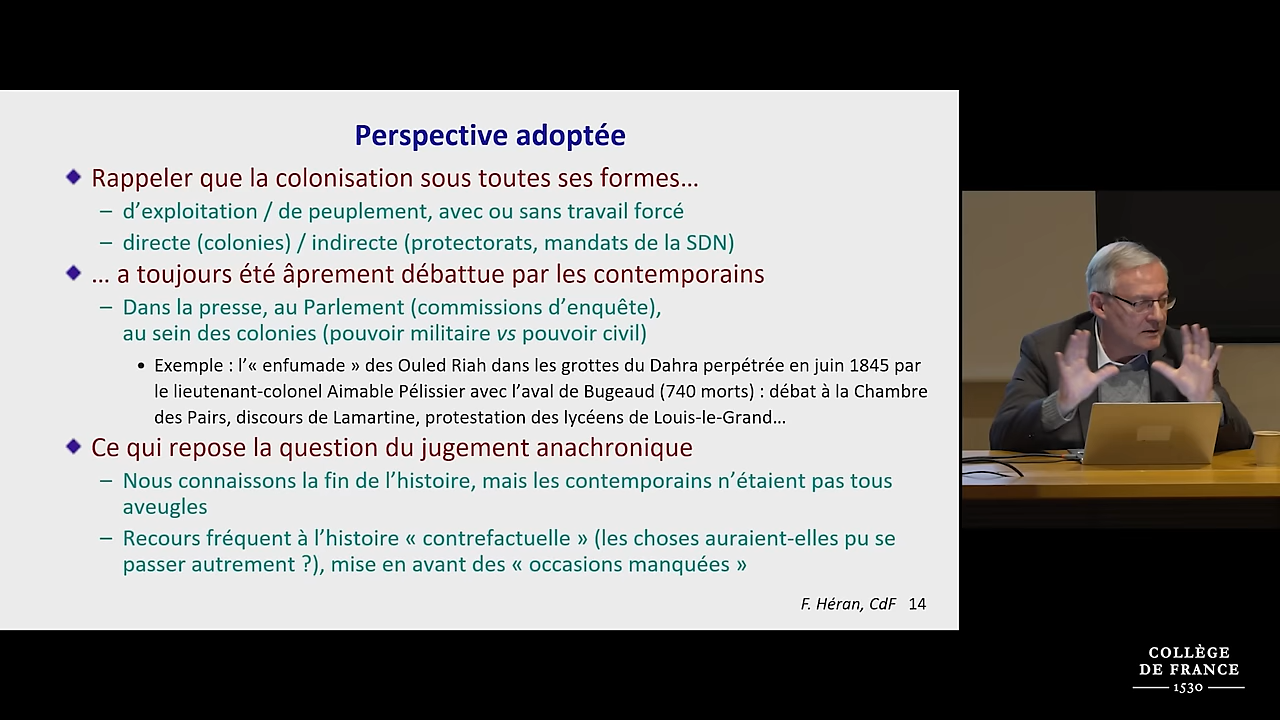 Perspective adoptée
Rappeler que la colonisation sous toutes ses formes…
– d’exploitation / de peuplement, avec ou sans travail forcé
– directe (colonies) / indirecte (protectorats, mandats de la SDN)
… a toujours été âprement débattue par les contemporains
– Dans la presse, au Parlement (commissions d’enquête),
au sein des colonies (pouvoir militaire vs pouvoir civil)
• Exemple : l’« enfumade » des Ouled Riah dans les grottes du Dahra perpétrée en juin 1845 par
le lieutenant-colonel Aimable Pélissier avec l’aval de Bugeaud (740 morts) : débat à la Chambre
des Pairs, discours de Lamartine, protestation des lycéens de Louis-le-Grand…
Ce qui repose la question du jugement anachronique
– Nous connaissons la fin de l’histoire, mais les contemporains n’étaient pas tous
aveugles
– Recours fréquent à l’histoire « contrefactuelle » (les choses auraient-elles pu se
passer autrement ?), mise en avant des « occasions manquées »
F. Héran, CdF 14
COLLÈGE
DE FRANCE
1530